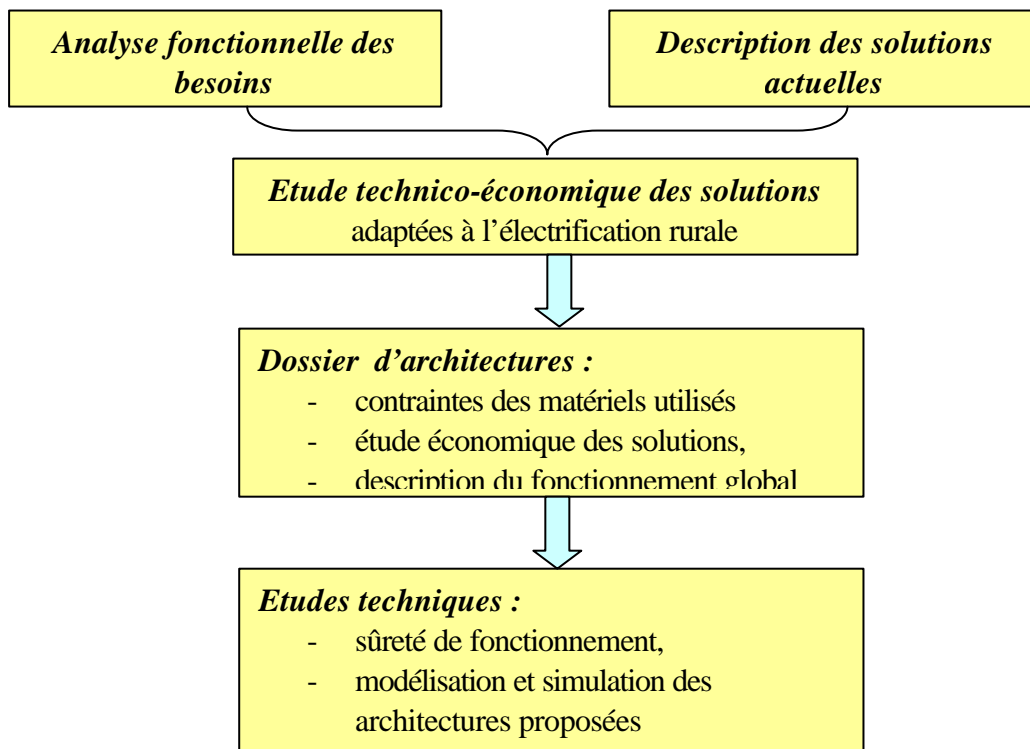 Analyse fonctionnelle des
besoins
Description des solutions
actuelles
Etude technico-économique des solutions
adaptées à l’électrification rurale
Dossier d’architectures :
- contraintes des matériels utilisés
- étude économique des solutions,
- description du fonctionnement global
Etudes techniques :
- sûreté de fonctionnement,
- modélisation et simulation des
architectures proposées